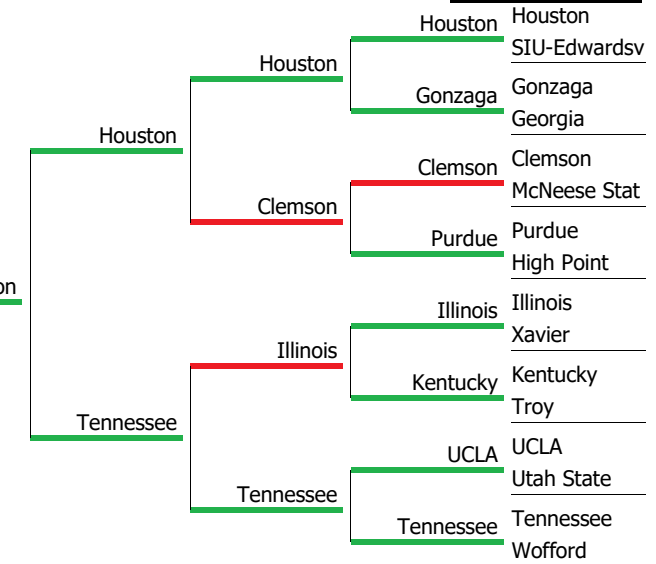 Houston
Houston
SIU-Edwardsv
Houston
Gonzaga
Gonzaga
Georgia
Houston
Clemson
Clemson
McNeese Stat
Clemson
Purdue
Purdue
High Point
on
Illinois
Illinois
Xavier
Illinois
Kentucky
Kentucky
Troy
Tennessee
UCLA
UCLA
Utah State
Tennessee
Tennessee
Tennessee
Wofford